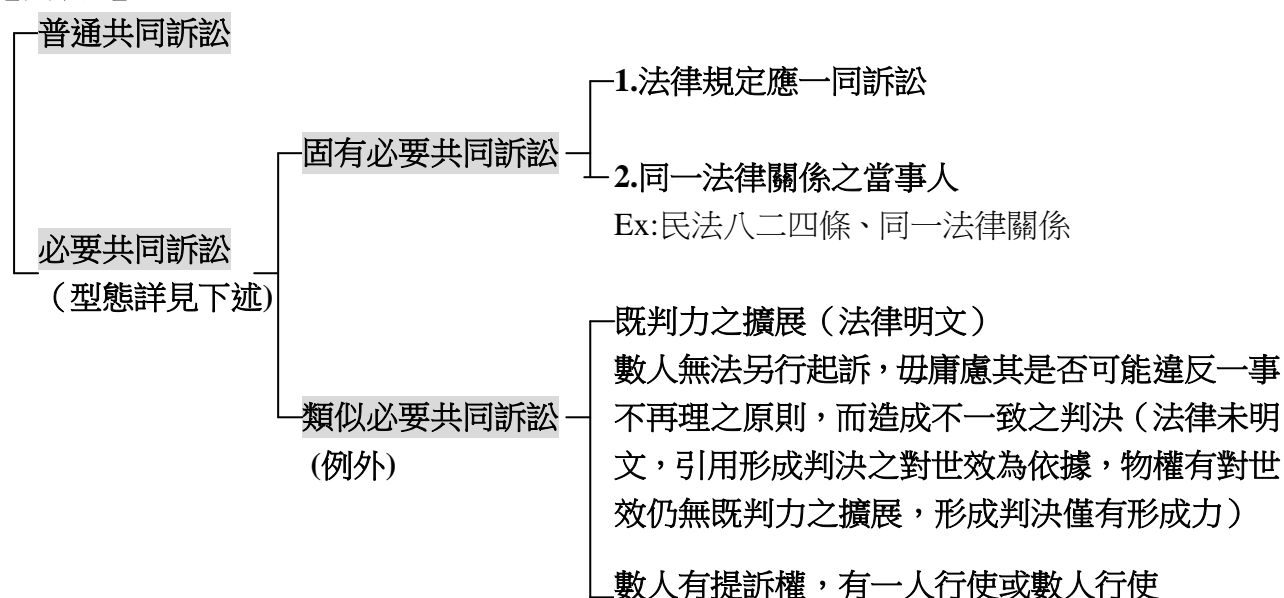 普通共同訴訟
1.法律規定應一同訴訟
固有必要共同訴訟
2.同一法律關係之當事人
Ex:民法八二四條、同一法律關係
必要共同訴訟
（型態詳見下述)
既判力之擴展（法律明文）
數人無法另行起訴，毋庸慮其是否可能違反一事
類似必要共同訴訟
不再理之原則，而造成不一致之判決（法律未明
(例外)
文，引用形成判決之對世效為依據，物權有對世
效仍無既判力之擴展，形成判決僅有形成力）
數人有提訴權，有一人行使或數人行使